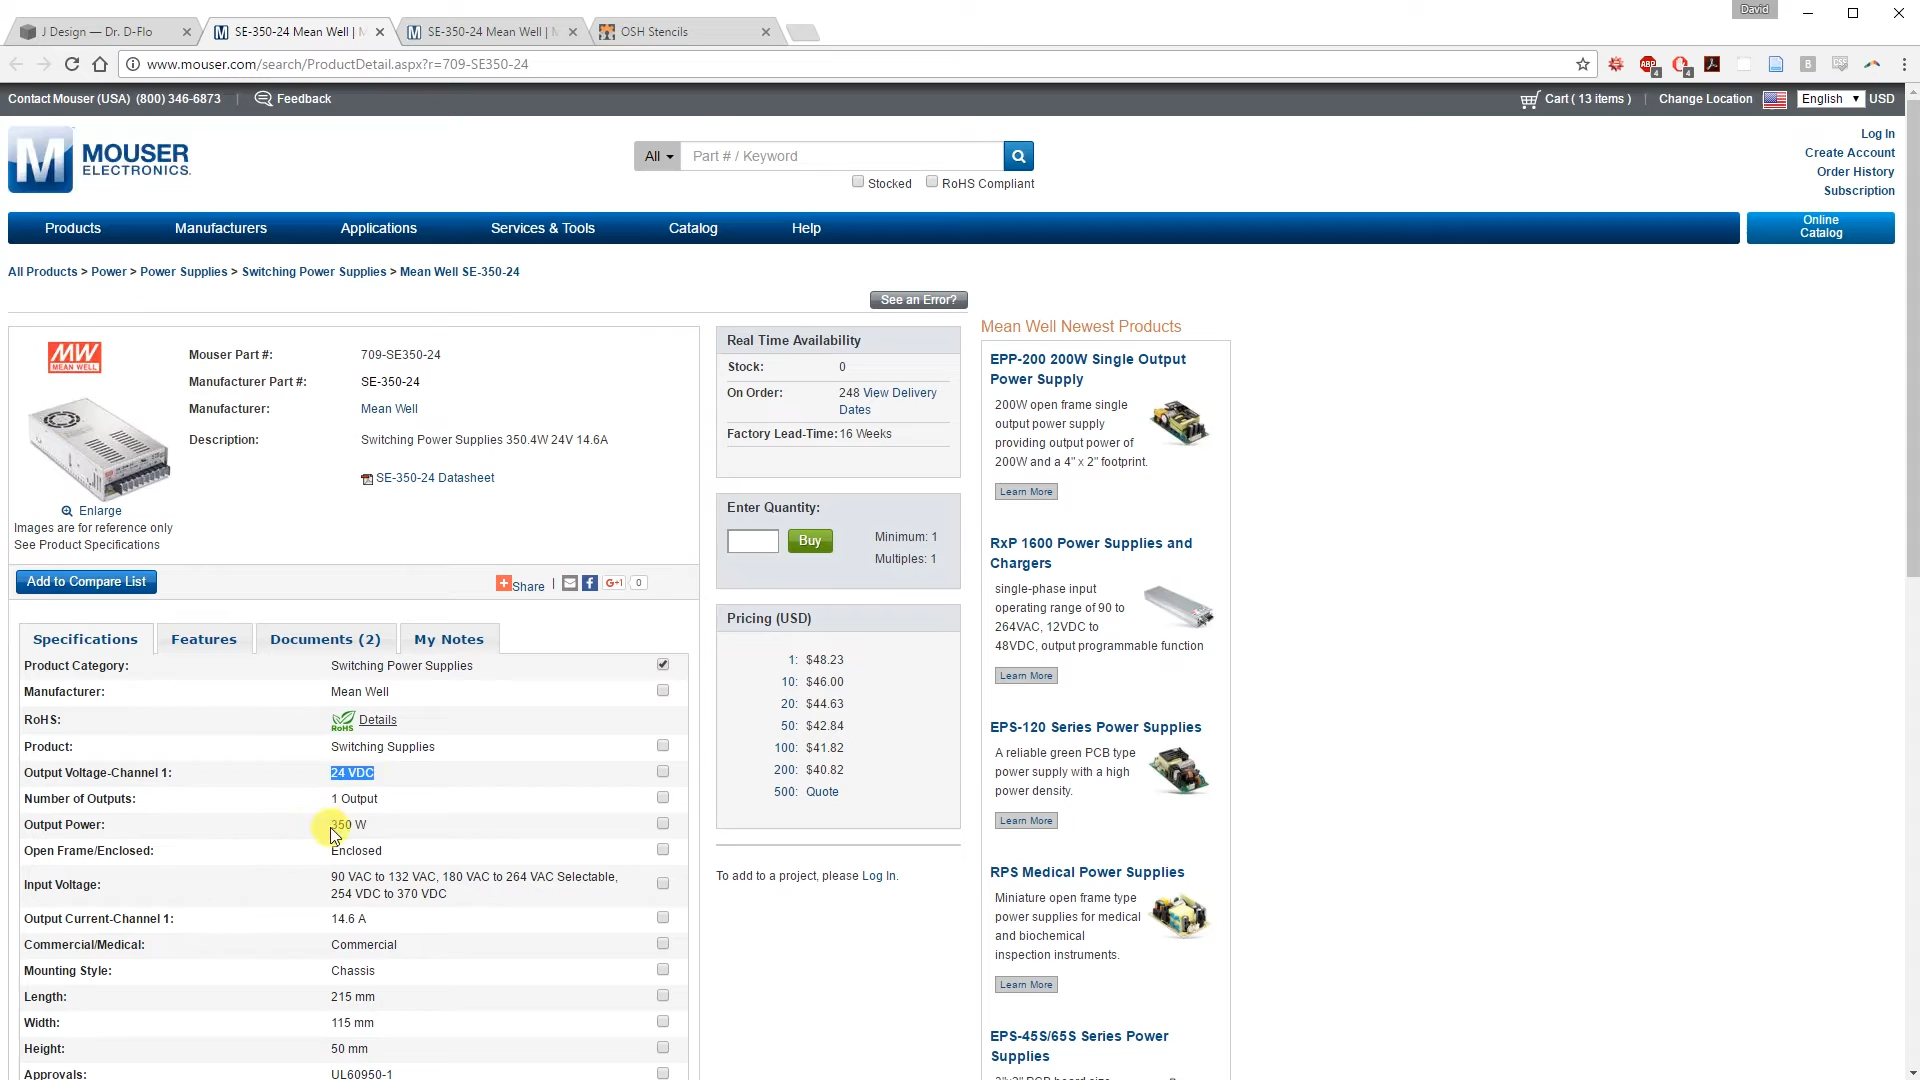 David
J Design — Dr. D-Flo
SE-350-24 Mean Well | M
SE-350-24 Mean Well | M
OSH Stencils
www.mouser.com/search/ProductDetail.aspx?r=709-SE350-24
Contact Mouser (USA) (800) 346-6873 | Feedback
Cart ( 13 items ) | Change Location English USD
MOUSER
ELECTRONICS.
All
Part # / Keyword
Stocked
RoHS Compliant
Log In
Create Account
Order History
Subscription
Products
Manufacturers
Applications
Services & Tools
Catalog
Help
Online
Catalog
All Products > Power > Power Supplies > Switching Power Supplies > Mean Well SE-350-24
See an Error?
MW
MEAN WELL
Mouser Part #: 709-SE350-24
Manufacturer Part #: SE-350-24
Manufacturer: Mean Well
Description: Switching Power Supplies 350.4W 24V 14.6A
SE-350-24 Datasheet
Enlarge
Images are for reference only
See Product Specifications
Add to Compare List
Share | G+1 0
Real Time Availability
Stock: 0
On Order: 248 View Delivery
Dates
Factory Lead-Time: 16 Weeks
Enter Quantity:
Buy
Minimum: 1
Multiples: 1
Pricing (USD)
1: $48.23
10: $46.00
20: $44.63
50: $42.84
100: $41.82
200: $40.82
500: Quote
To add to a project, please Log In.
Specifications
Features
Documents (2)
My Notes
Product Category: Switching Power Supplies
Manufacturer: Mean Well
RoHS: RoHS Details
Product: Switching Supplies
Output Voltage-Channel 1: 24 VDC
Number of Outputs: 1 Output
Output Power: 350 W
Open Frame/Enclosed: Enclosed
Input Voltage: 90 VAC to 132 VAC, 180 VAC to 264 VAC Selectable,
254 VDC to 370 VDC
Output Current-Channel 1: 14.6 A
Commercial/Medical: Commercial
Mounting Style: Chassis
Length: 215 mm
Width: 115 mm
Height: 50 mm
Approvals: UL60950-1
Mean Well Newest Products
EPP-200 200W Single Output
Power Supply
200W open frame single
output power supply
providing output power of
200W and a 4" x 2" footprint.
Learn More
RxP 1600 Power Supplies and
Chargers
single-phase input
operating range of 90 to
264VAC, 12VDC to
48VDC, output programmable function
Learn More
EPS-120 Series Power Supplies
A reliable green PCB type
power supply with a high
power density.
Learn More
RPS Medical Power Supplies
Miniature open frame type
power supplies for medical
and biochemical
inspection instruments.
Learn More
EPS-45S/65S Series Power
Supplies